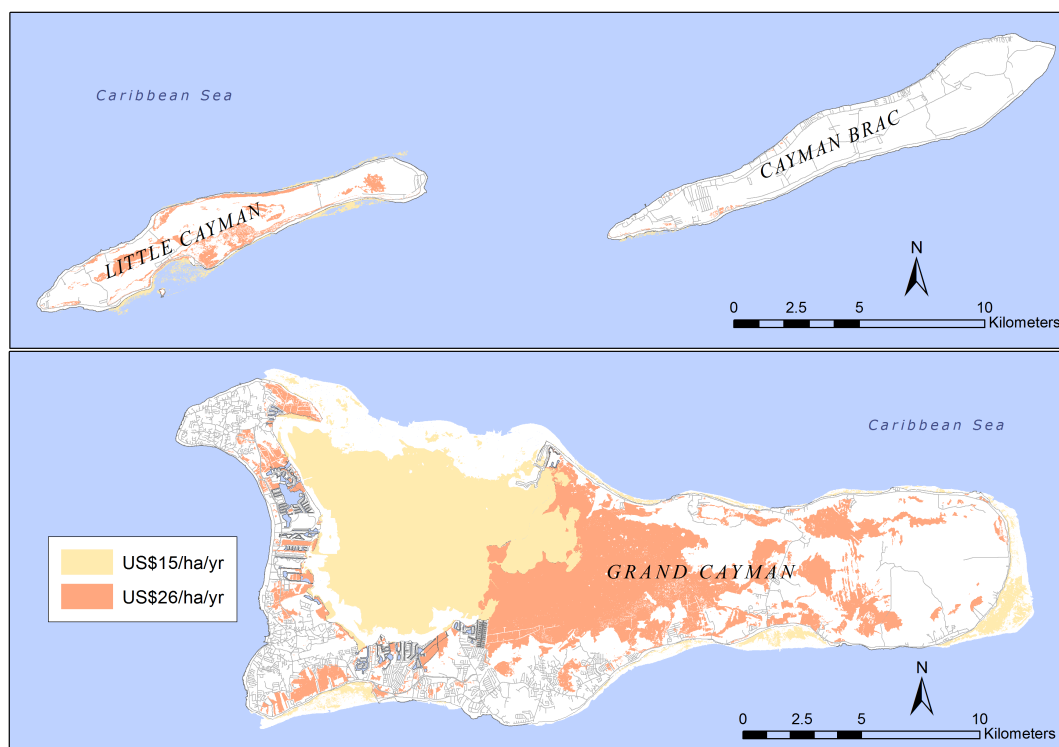 Caribbean Sea
CAYMAN BRAC
LITTLE CAYMAN
N
0 2.5 5 10
Kilometers
Caribbean Sea
US$15/ha/yr
US$26/ha/yr
GRAND CAYMAN
N
0 2.5 5 10
Kilometers